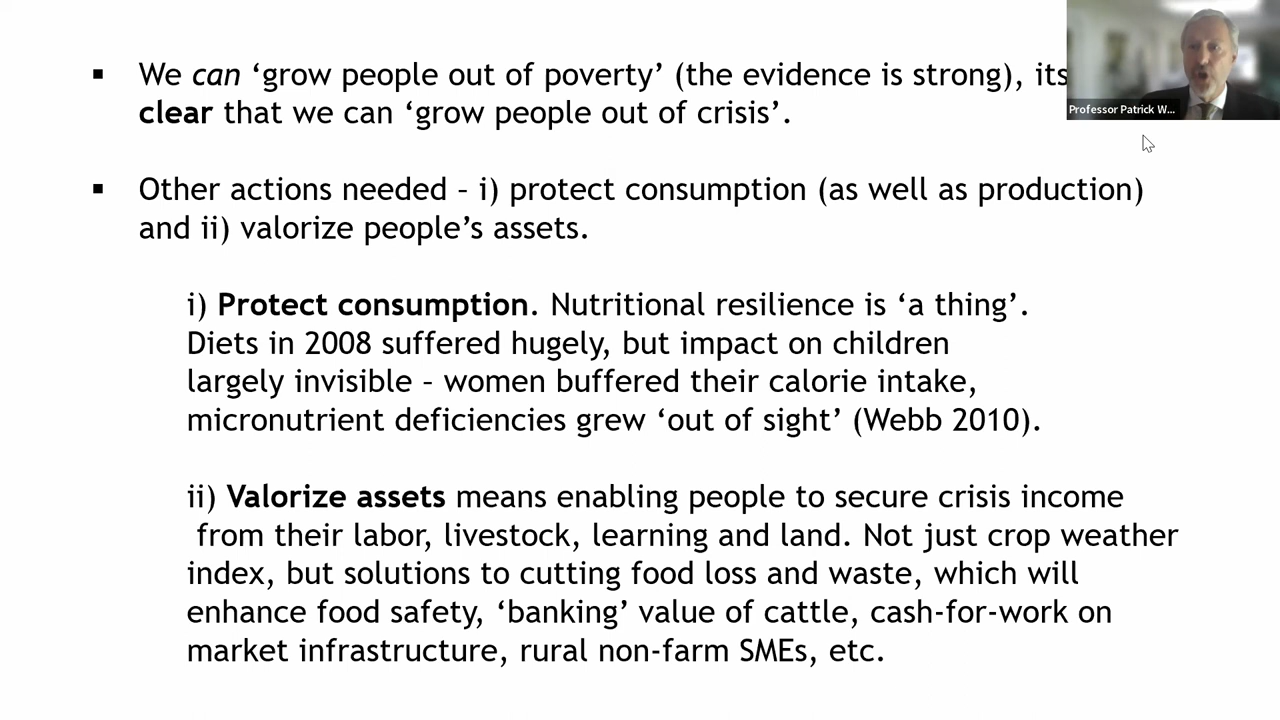 ▪ We can ‘grow people out of poverty’ (the evidence is strong), its
clear that we can ‘grow people out of crisis’.
▪ Other actions needed – i) protect consumption (as well as production)
and ii) valorize people’s assets.
i) Protect consumption. Nutritional resilience is ‘a thing’.
Diets in 2008 suffered hugely, but impact on children
largely invisible – women buffered their calorie intake,
micronutrient deficiencies grew ‘out of sight’ (Webb 2010).
ii) Valorize assets means enabling people to secure crisis income
from their labor, livestock, learning and land. Not just crop weather
index, but solutions to cutting food loss and waste, which will
enhance food safety, ‘banking’ value of cattle, cash-for-work on
market infrastructure, rural non-farm SMEs, etc.
Professor Patrick W...